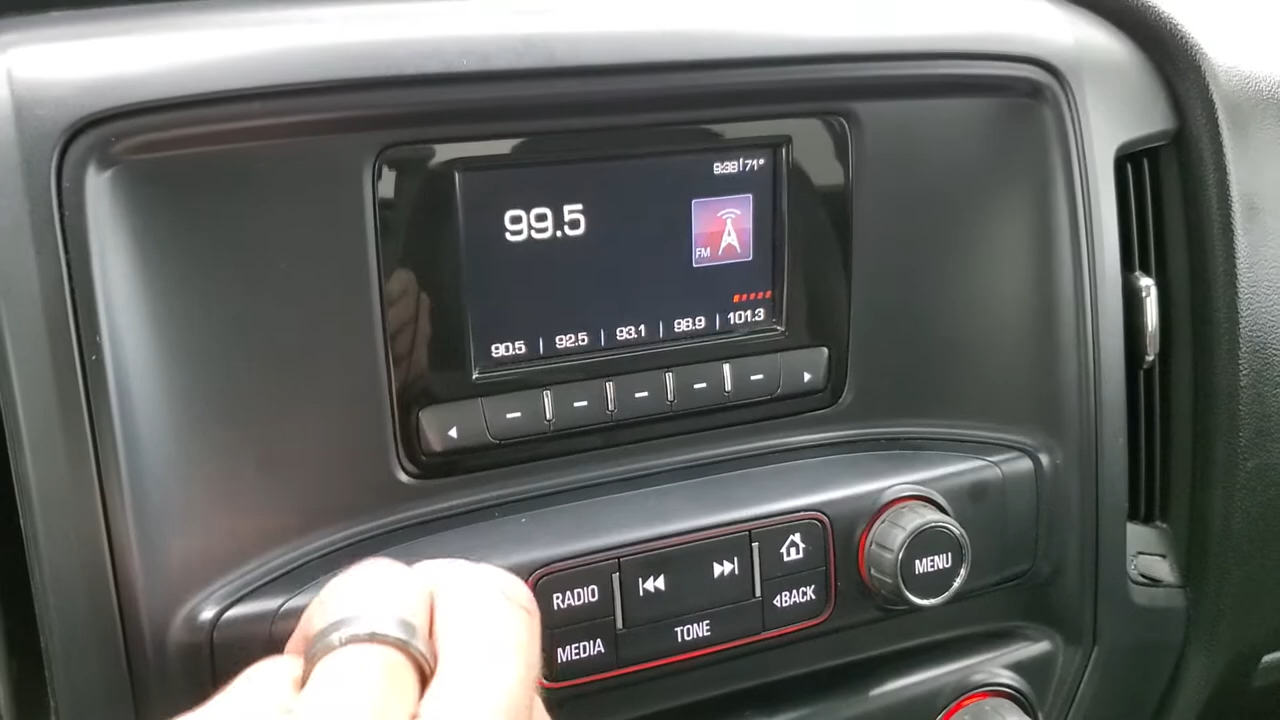 9:38 | 71°
99.5
FM
90.5 | 92.5 | 93.1 | 98.9 | 101.3
RADIO
MEDIA
TONE
BACK
MENU